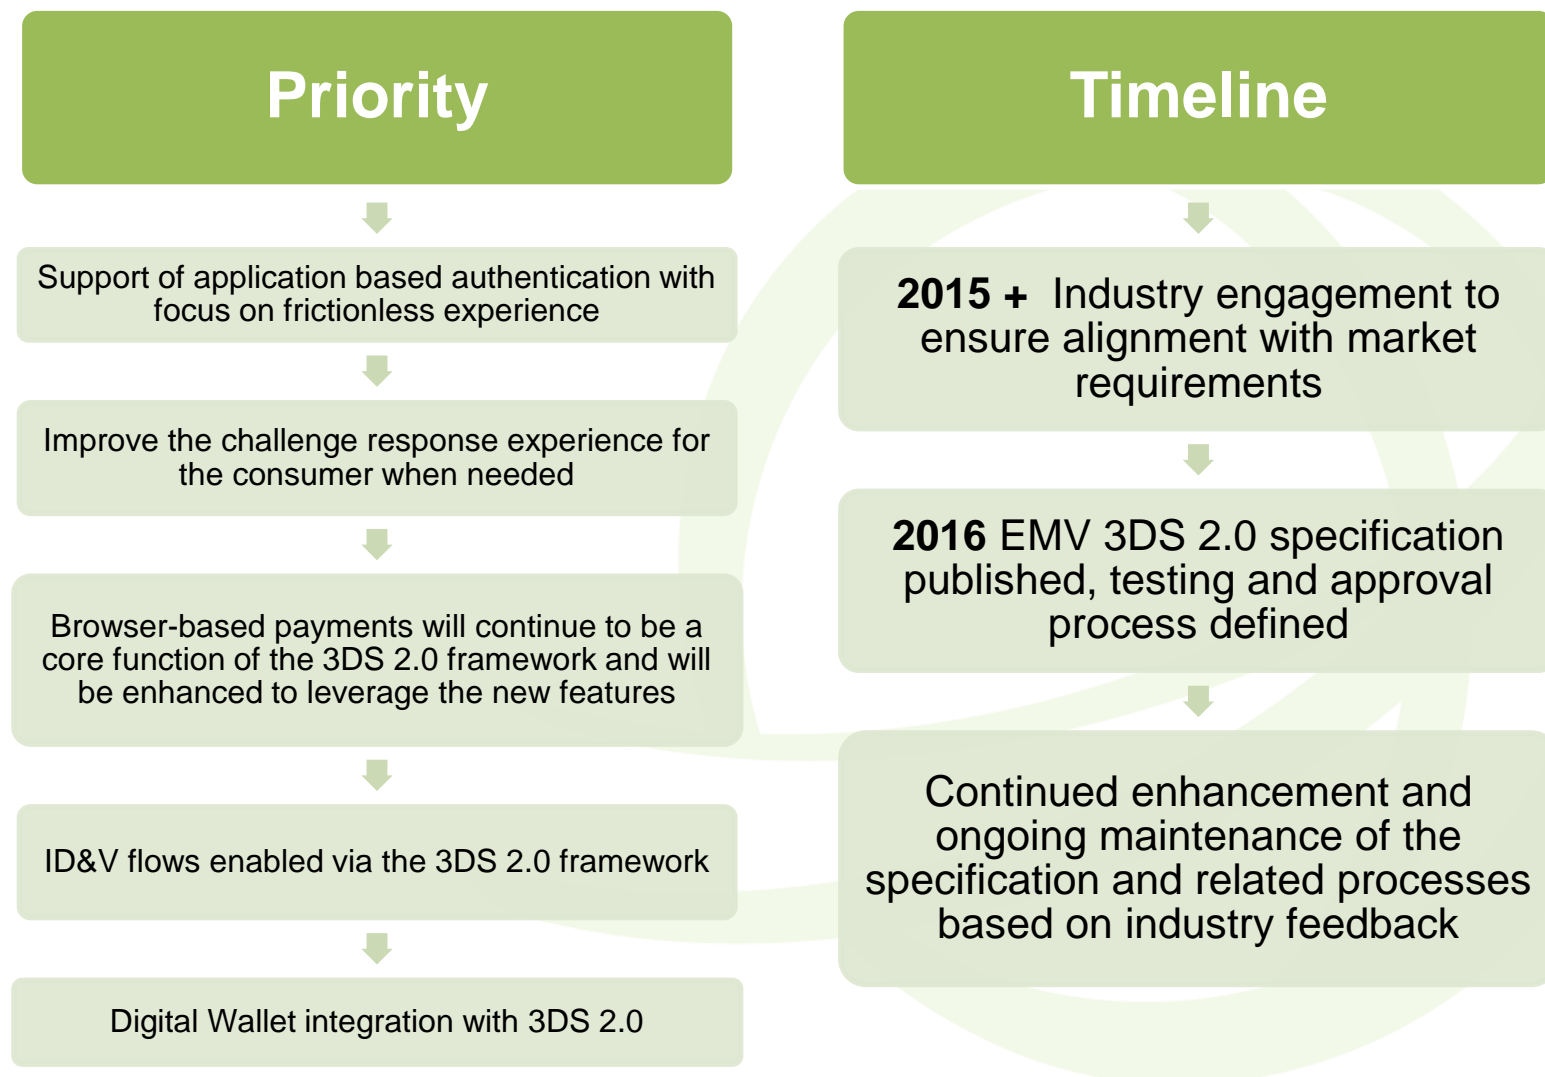 Priority
Support of application based authentication with
focus on frictionless experience
Improve the challenge response experience for
the consumer when needed
Browser-based payments will continue to be a
core function of the 3DS 2.0 framework and will
be enhanced to leverage the new features
ID&V flows enabled via the 3DS 2.0 framework
Digital Wallet integration with 3DS 2.0
Timeline
2015 + Industry engagement to
ensure alignment with market
requirements
2016 EMV 3DS 2.0 specification
published, testing and approval
process defined
Continued enhancement and
ongoing maintenance of the
specification and related processes
based on industry feedback